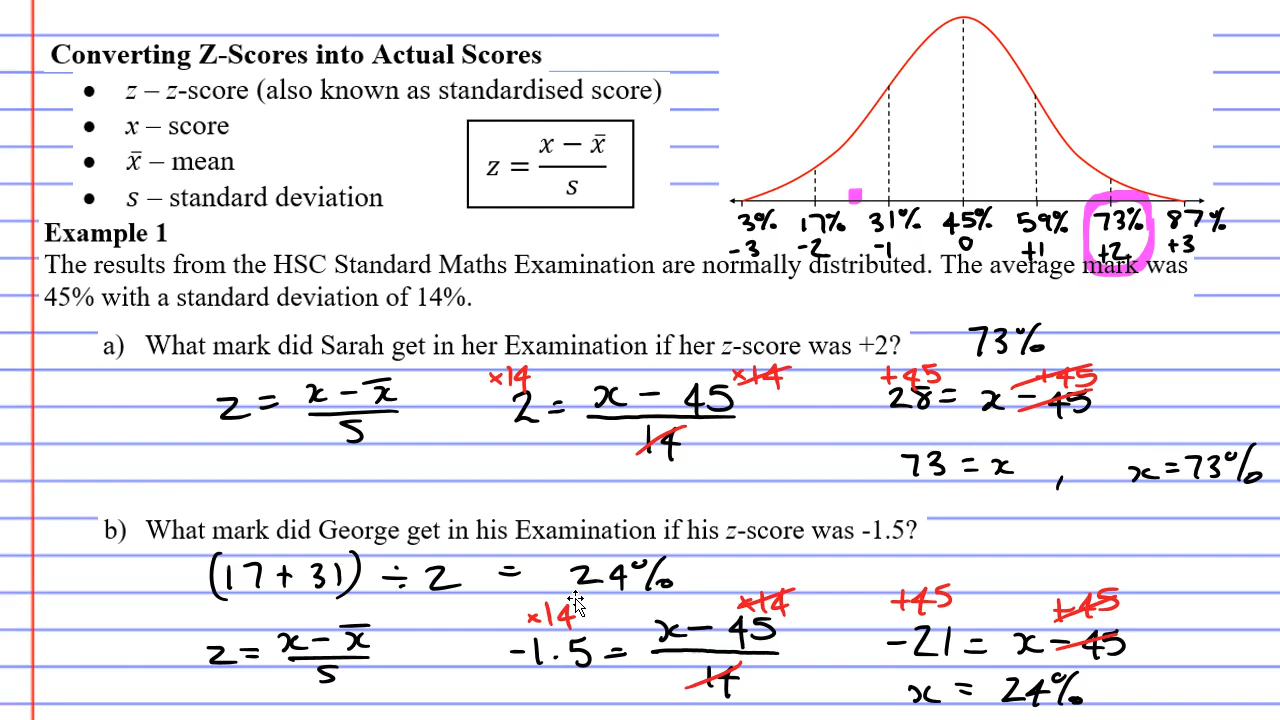 Converting Z-Scores into Actual Scores
• z – z-score (also known as standardised score)
• x – score
• x̄ – mean
• s – standard deviation
z = (x − x̄)/s
3% 17% 31% 45% 59% 73% 87%
-3 -2 -1 0 +1 +2 +3
Example 1
The results from the HSC Standard Maths Examination are normally distributed. The average mark was
45% with a standard deviation of 14%.
a) What mark did Sarah get in her Examination if her z-score was +2? 73%
×14 ×14 +45 +45
z = (x − x̄)/s 2 = (x − 45)/14 28 = x − 45
73 = x , x = 73%
b) What mark did George get in his Examination if his z-score was -1.5?
(17 + 31) ÷ 2 = 24%
×14 ×14 +45 +45
z = (x − x̄)/s -1.5 = (x − 45)/14 -21 = x − 45
x = 24%